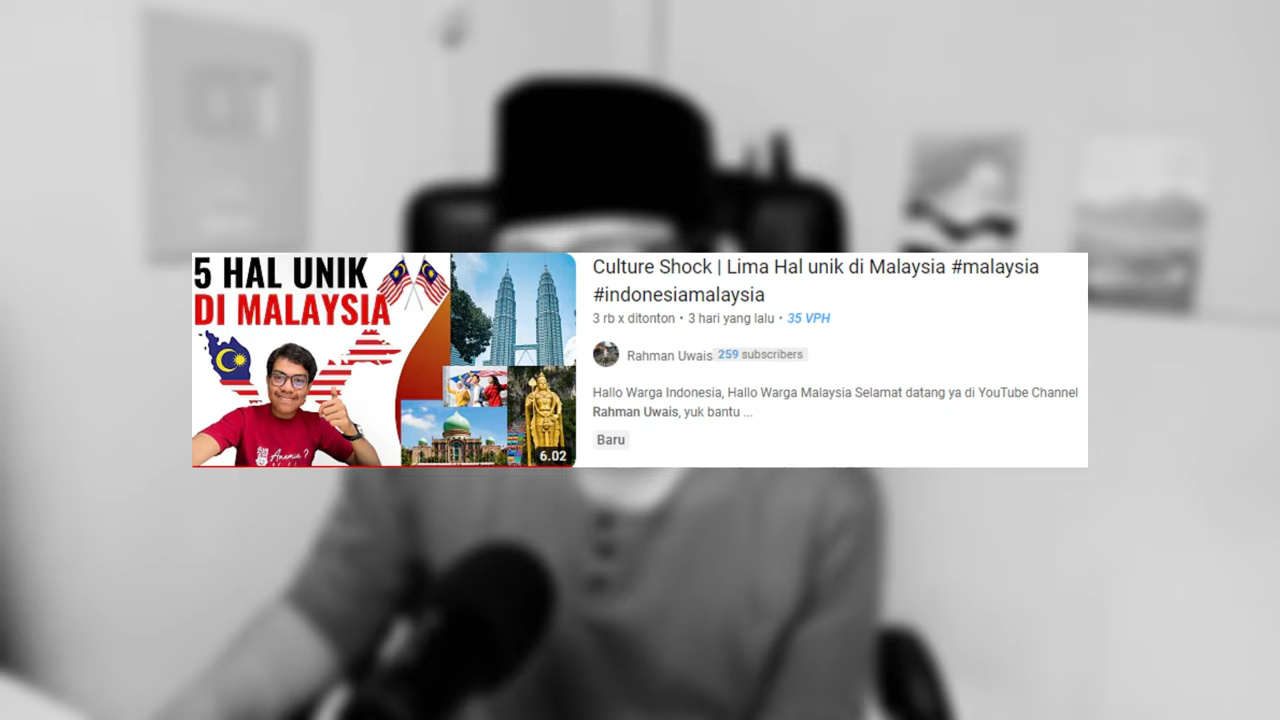 5 HAL UNIK
DI MALAYSIA
Anemia ?
6.02
Culture Shock | Lima Hal unik di Malaysia #malaysia
#indonesiamalaysia
3 rb x ditonton • 3 hari yang lalu • 35 VPH
Rahman Uwais 259 subscribers
Hallo Warga Indonesia, Hallo Warga Malaysia Selamat datang ya di YouTube Channel
Rahman Uwais, yuk bantu ...
Baru